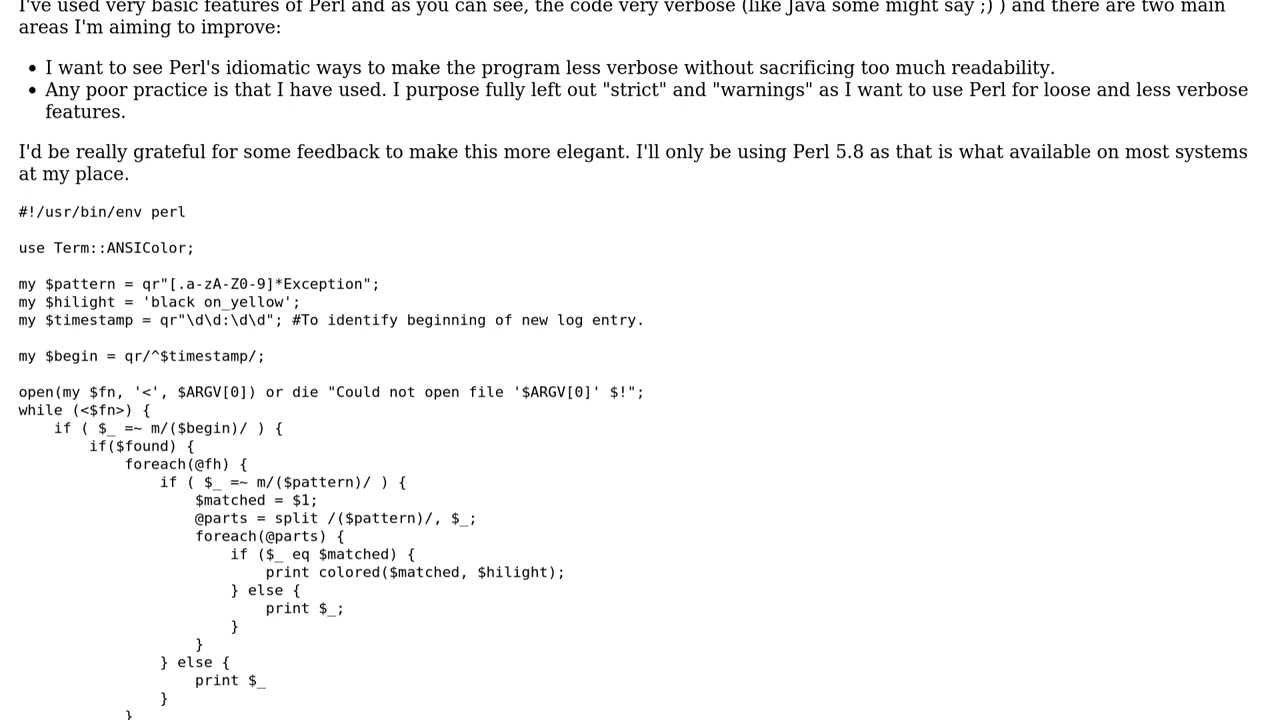 I've used very basic features of Perl and as you can see, the code very verbose (like Java some might say ;) ) and there are two main
areas I'm aiming to improve:
• I want to see Perl's idiomatic ways to make the program less verbose without sacrificing too much readability.
• Any poor practice is that I have used. I purpose fully left out "strict" and "warnings" as I want to use Perl for loose and less verbose
features.
I'd be really grateful for some feedback to make this more elegant. I'll only be using Perl 5.8 as that is what available on most systems
at my place.
#!/usr/bin/env perl
use Term::ANSIColor;
my $pattern = qr"[.a-zA-Z0-9]*Exception";
my $hilight = 'black on_yellow';
my $timestamp = qr"\d\d:\d\d"; #To identify beginning of new log entry.
my $begin = qr/^$timestamp/;
open(my $fn, '<', $ARGV[0]) or die "Could not open file '$ARGV[0]' $!";
while (<$fn>) {
    if ( $_ =~ m/($begin)/ ) {
        if($found) {
            foreach(@fh) {
                if ( $_ =~ m/($pattern)/ ) {
                    $matched = $1;
                    @parts = split /($pattern)/, $_;
                    foreach(@parts) {
                        if ($_ eq $matched) {
                            print colored($matched, $hilight);
                        } else {
                            print $_;
                        }
                    }
                } else {
                    print $_
                }
            }